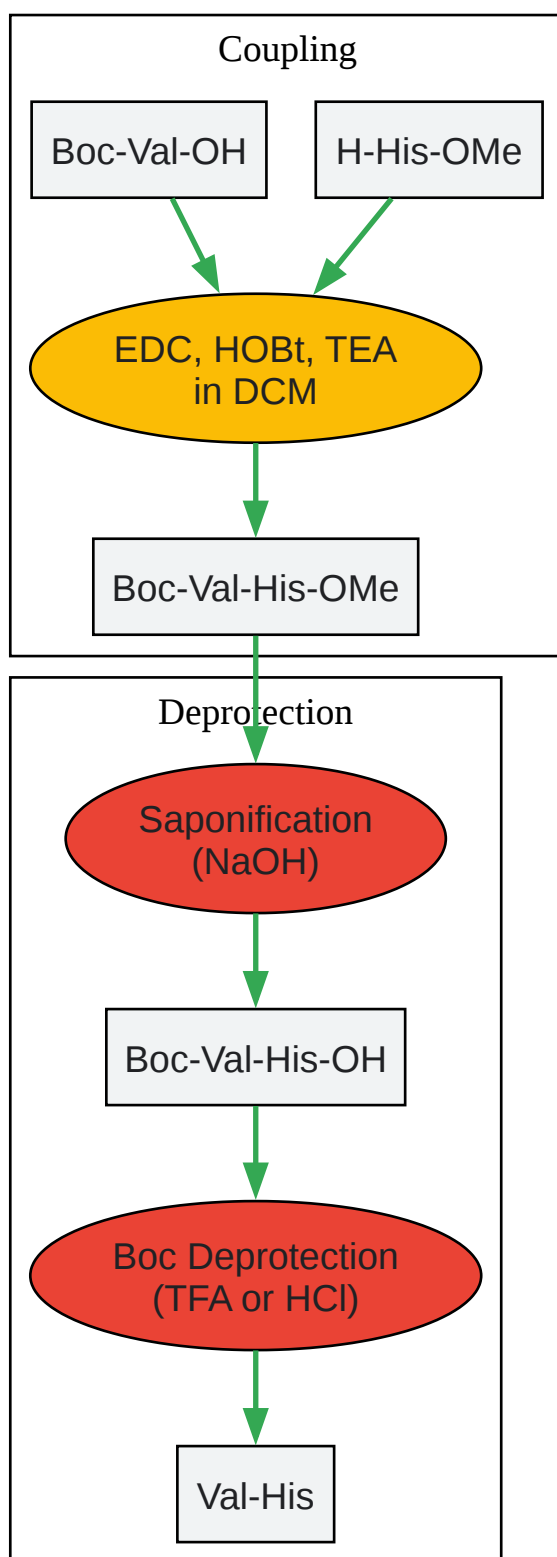 Coupling
Boc-Val-OH
H-His-OMe
EDC, HOBt, TEA
in DCM
Boc-Val-His-OMe
Deprotection
Saponification
(NaOH)
Boc-Val-His-OH
Boc Deprotection
(TFA or HCl)
Val-His